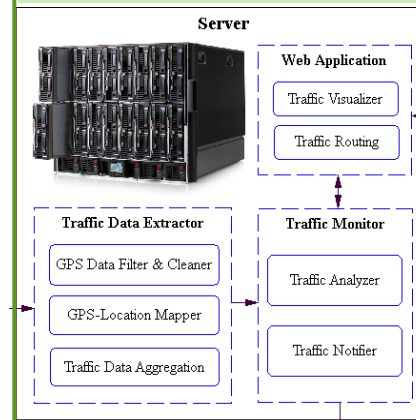 Server
Web Application
Traffic Visualizer
Traffic Routing
Traffic Data Extractor
GPS Data Filter & Cleaner
GPS-Location Mapper
Traffic Data Aggregation
Traffic Monitor
Traffic Analyzer
Traffic Notifier